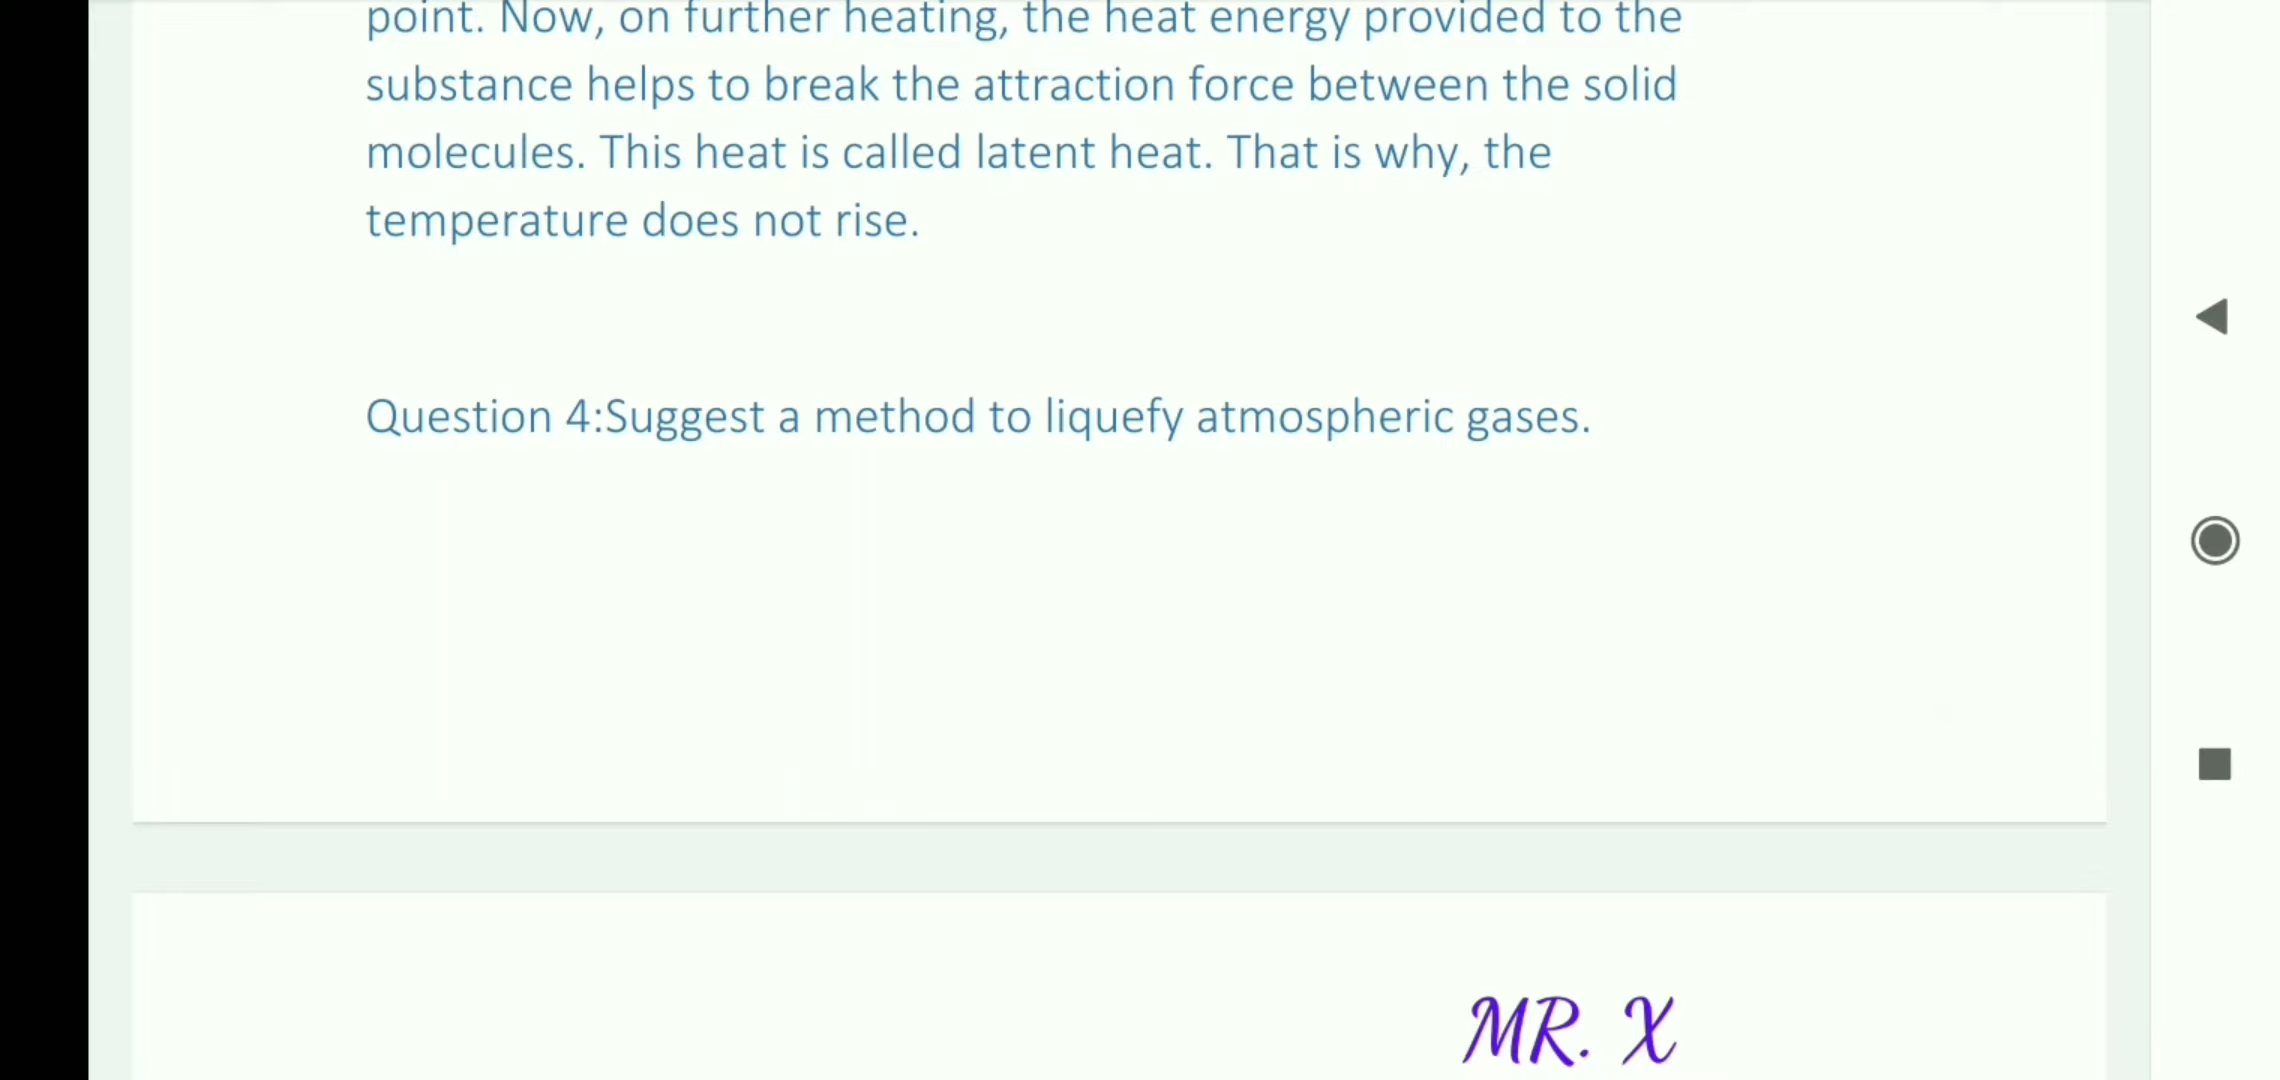 point. Now, on further heating, the heat energy provided to the
substance helps to break the attraction force between the solid
molecules. This heat is called latent heat. That is why, the
temperature does not rise.
Question 4:Suggest a method to liquefy atmospheric gases.
MR. X